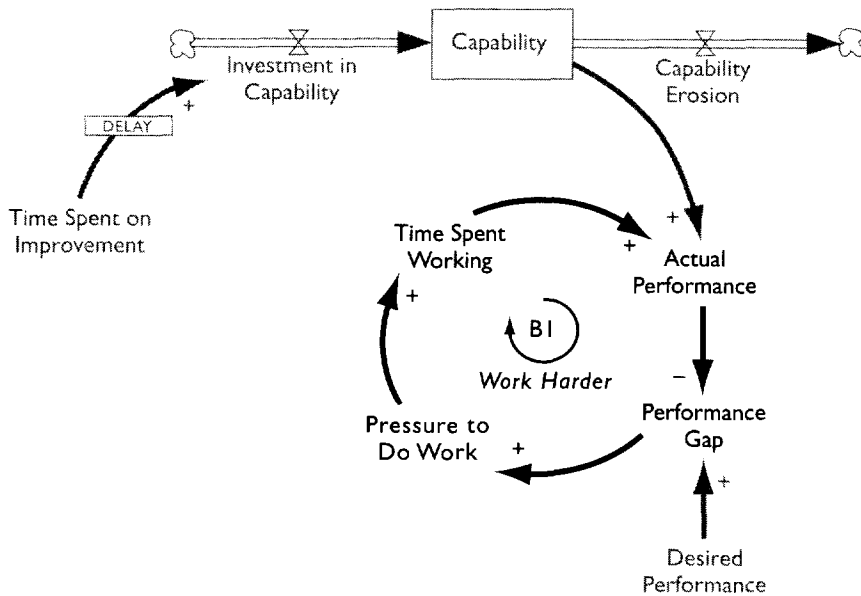 Capability
Investment in
Capability
Capability
Erosion
+
DELAY
Time Spent on
Improvement
+
Time Spent
Working
+
Actual
Performance
+
B1
Work Harder
−
Pressure to
Do Work
+
Performance
Gap
+
Desired
Performance